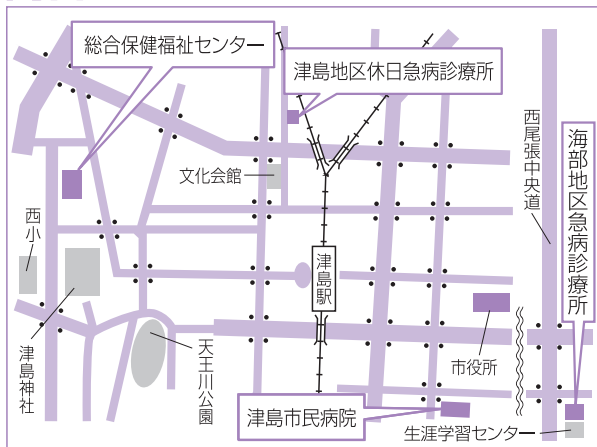 総合保健福祉センター
津島地区休日急病診療所
西尾張中央道
海部地区急病診療所
文化会館
西小
津島駅
市役所
津島神社
天王川公園
津島市民病院
生涯学習センター